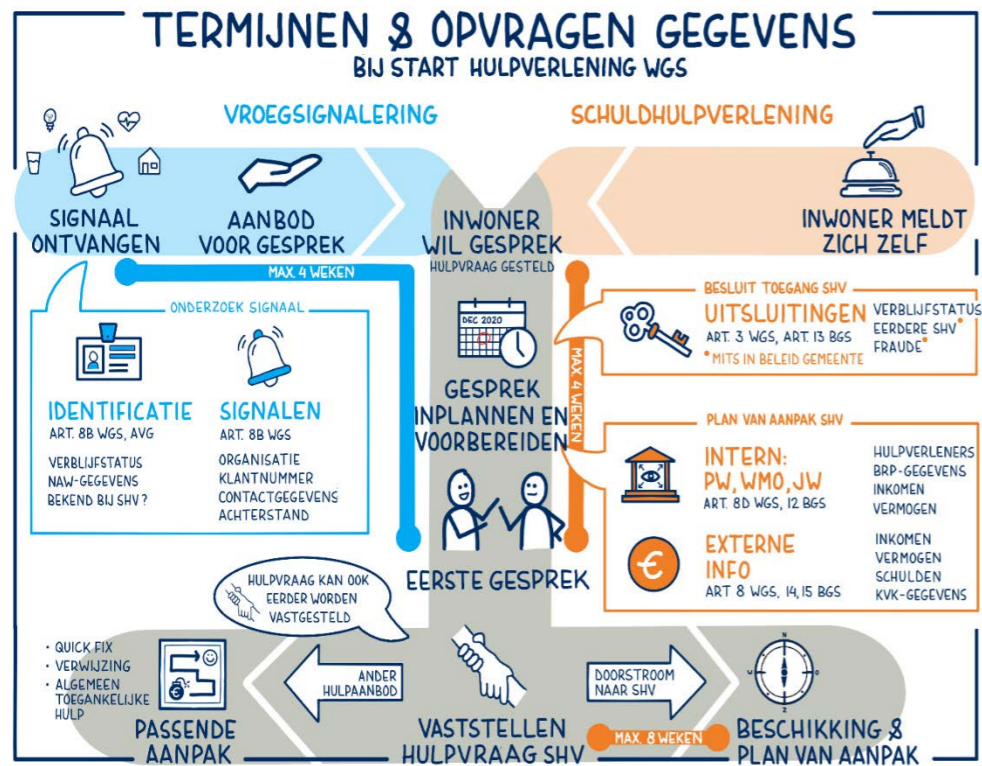 TERMIJNEN & OPVRAGEN GEGEVENS
BIJ START HULPVERLENING WGS
VROEGSIGNALERING
SCHULDHULPVERLENING
SIGNAAL
ONTVANGEN
AANBOD
VOOR GESPREK
INWONER
WIL GESPREK
HULPVRAAG GESTELD
INWONER MELDT
ZICH ZELF
MAX. 4 WEKEN
ONDERZOEK SIGNAAL
IDENTIFICATIE
ART. 8B WGS, AVG
VERBLIJFSTATUS
NAW-GEGEVENS
BEKEND BIJ SHV?
SIGNALEN
ART. 8B WGS
ORGANISATIE
KLANTNUMMER
CONTACTGEGEVENS
ACHTERSTAND
DEC 2020
GESPREK
INPLANNEN EN
VOORBEREIDEN
EERSTE GESPREK
MAX. 4 WEKEN
BESLUIT TOEGANG SHV
UITSLUITINGEN
ART. 3 WGS, ART. 13 BGS
*MITS IN BELEID GEMEENTE
VERBLIJFSTATUS
EERDERE SHV*
FRAUDE*
PLAN VAN AANPAK SHV
INTERN:
PW, WMO, JW
ART. 8D WGS, 12 BGS
HULPVERLENERS
BRP-GEGEVENS
INKOMEN
VERMOGEN
€
EXTERNE
INFO
ART 8 WGS, 14, 15 BGS
INKOMEN
VERMOGEN
SCHULDEN
KVK-GEGEVENS
HULPVRAAG KAN OOK
EERDER WORDEN
VASTGESTELD
• QUICK FIX
• VERWIJZING
• ALGEMEEN
TOEGANKELIJKE
HULP
€
PASSENDE
AANPAK
ANDER
HULPAANBOD
VASTSTELLEN
HULPVRAAG SHV
DOORSTROOM
NAAR SHV
MAX. 8 WEKEN
N
O
Z
BESCHIKKING &
PLAN VAN AANPAK